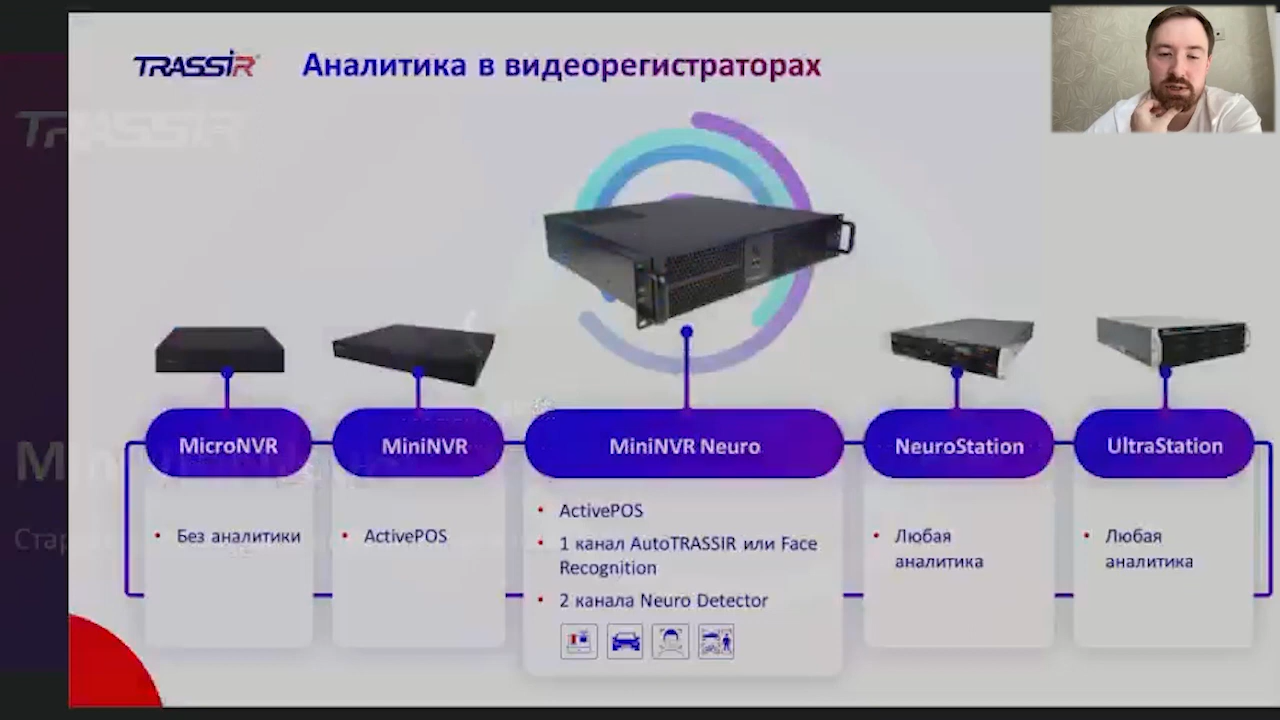 TRASSIR
Аналитика в видеорегистраторах
TRASSIR
MicroNVR
MiniNVR
MiniNVR Neuro
NeuroStation
UltraStation
• Без аналитики
• ActivePOS
• ActivePOS
• 1 канал AutoTRASSIR или Face
Recognition
• 2 канала Neuro Detector
• Любая
аналитика
• Любая
аналитика